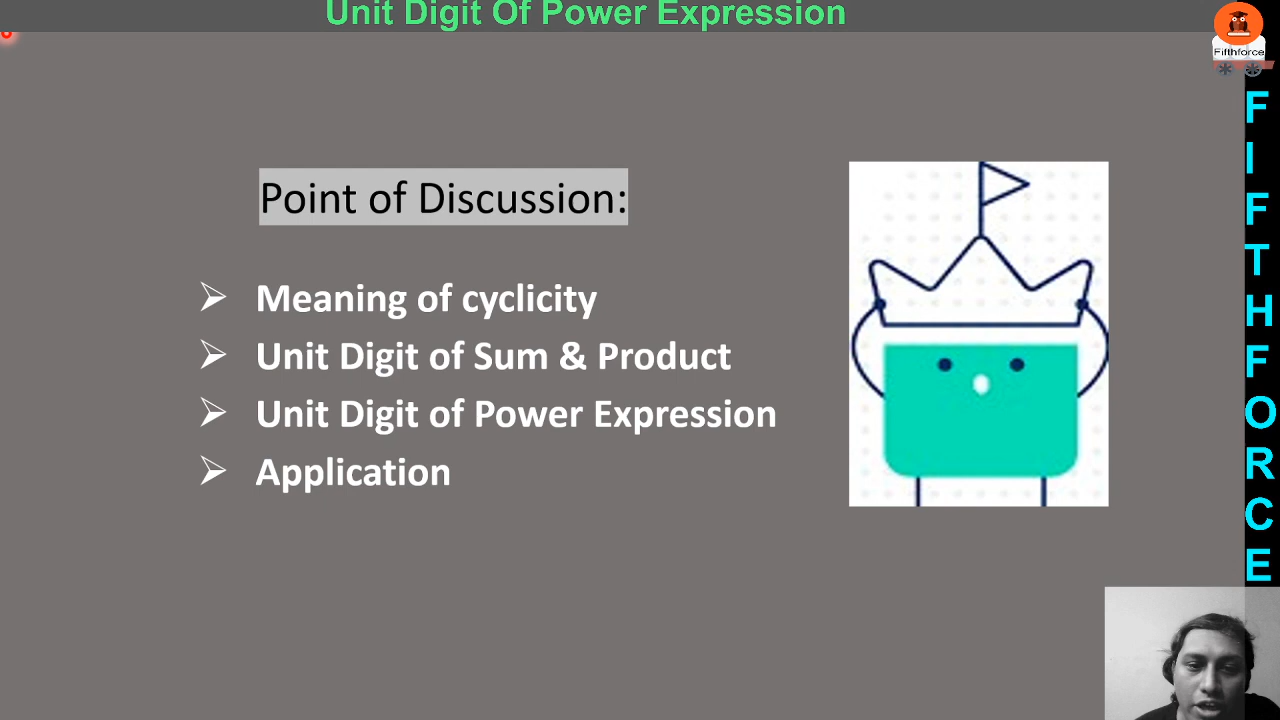 Unit Digit Of Power Expression
Fifthforce
Point of Discussion:
Meaning of cyclicity
Unit Digit of Sum & Product
Unit Digit of Power Expression
Application
FIFTHFORCE